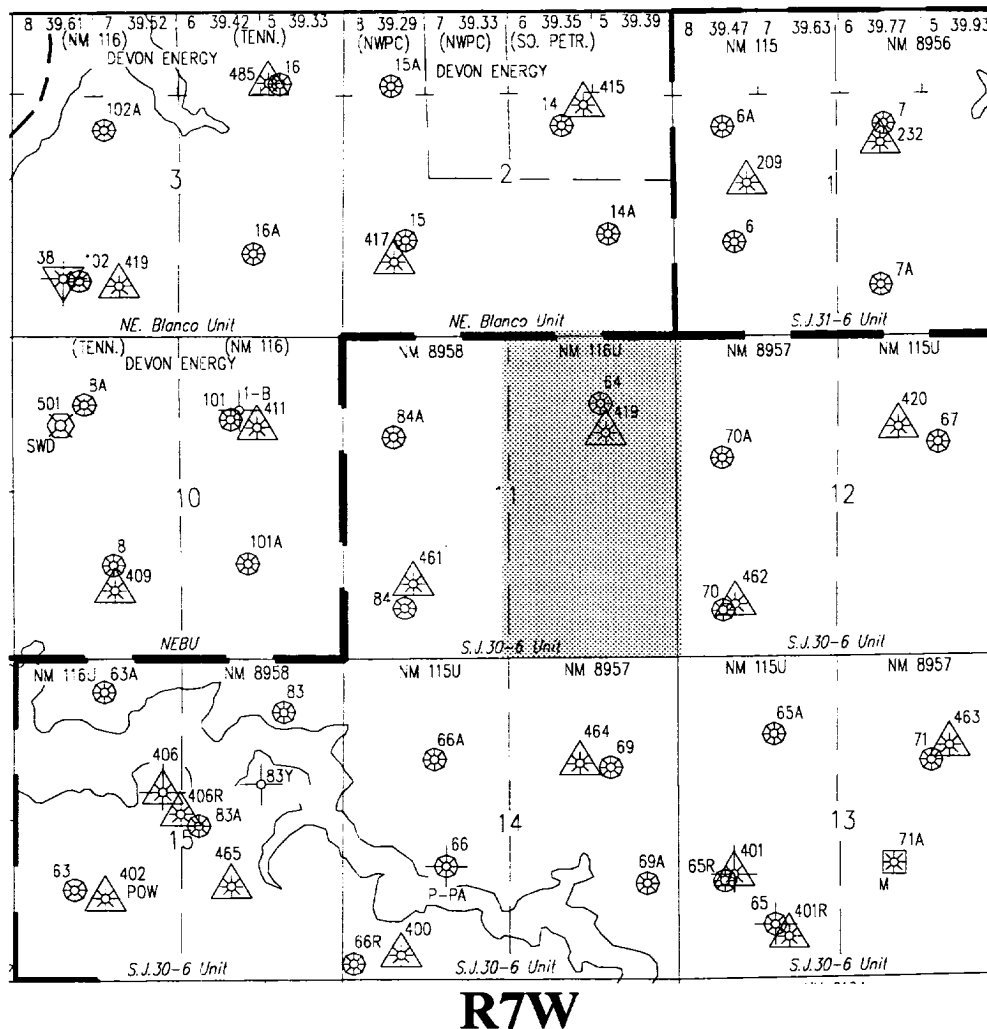 8 39.61 7 39.52 6 39.42 5 39.33 8 39.29 7 39.33 6 39.35 5 39.39 8 39.47 7 39.63 6 39.77 5 39.93
(NM 116) (TENN.) (NWPC) (NWPC) (SO. PETR.) NM 115 NM 8956
DEVON ENERGY DEVON ENERGY
485 16 15A 415
102A 14 6A 7
232
209
3 2 1
16A 417 15 14A 6
38 102 419 7A
NE. Blanco Unit NE. Blanco Unit S.J.31-6 Unit
(TENN.) (NM 116) NM 8958 NM 116U NM 8957 NM 115U
DEVON ENERGY
8A 1-B 64
501 101 411 84A 419 420 67
SWD 70A
10 11 12
8 101A 461
409 84 70 462
NEBU S.J.30-6 Unit S.J.30-6 Unit
NM 116U NM 8958 NM 115U NM 8957 NM 115U NM 8957
63A 83 65A 463
406 83Y 66A 464 69 71
406R
83A
15 14 13
63 402 465 66 69A 65R 401 71A
POW P-PA M
65 401R
66R 400
S.J.30-6 Unit S.J.30-6 Unit S.J.30-6 Unit
R7W